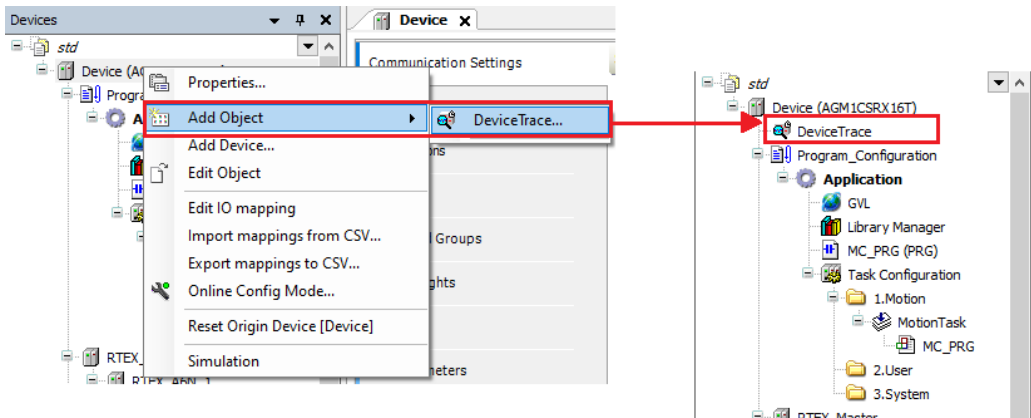 Devices
std
Device (AG
Progra
A
RTEX_
RTEX_A6N_1
Properties...
Add Object
Add Device...
Edit Object
Edit IO mapping
Import mappings from CSV...
Export mappings to CSV...
Online Config Mode...
Reset Origin Device [Device]
Simulation
DeviceTrace...
Device
Communication Settings
ons
Groups
ghts
meters
std
Device (AGM1CSRX16T)
DeviceTrace
Program_Configuration
Application
GVL
Library Manager
MC_PRG (PRG)
Task Configuration
1.Motion
MotionTask
MC_PRG
2.User
3.System
RTEX_Master